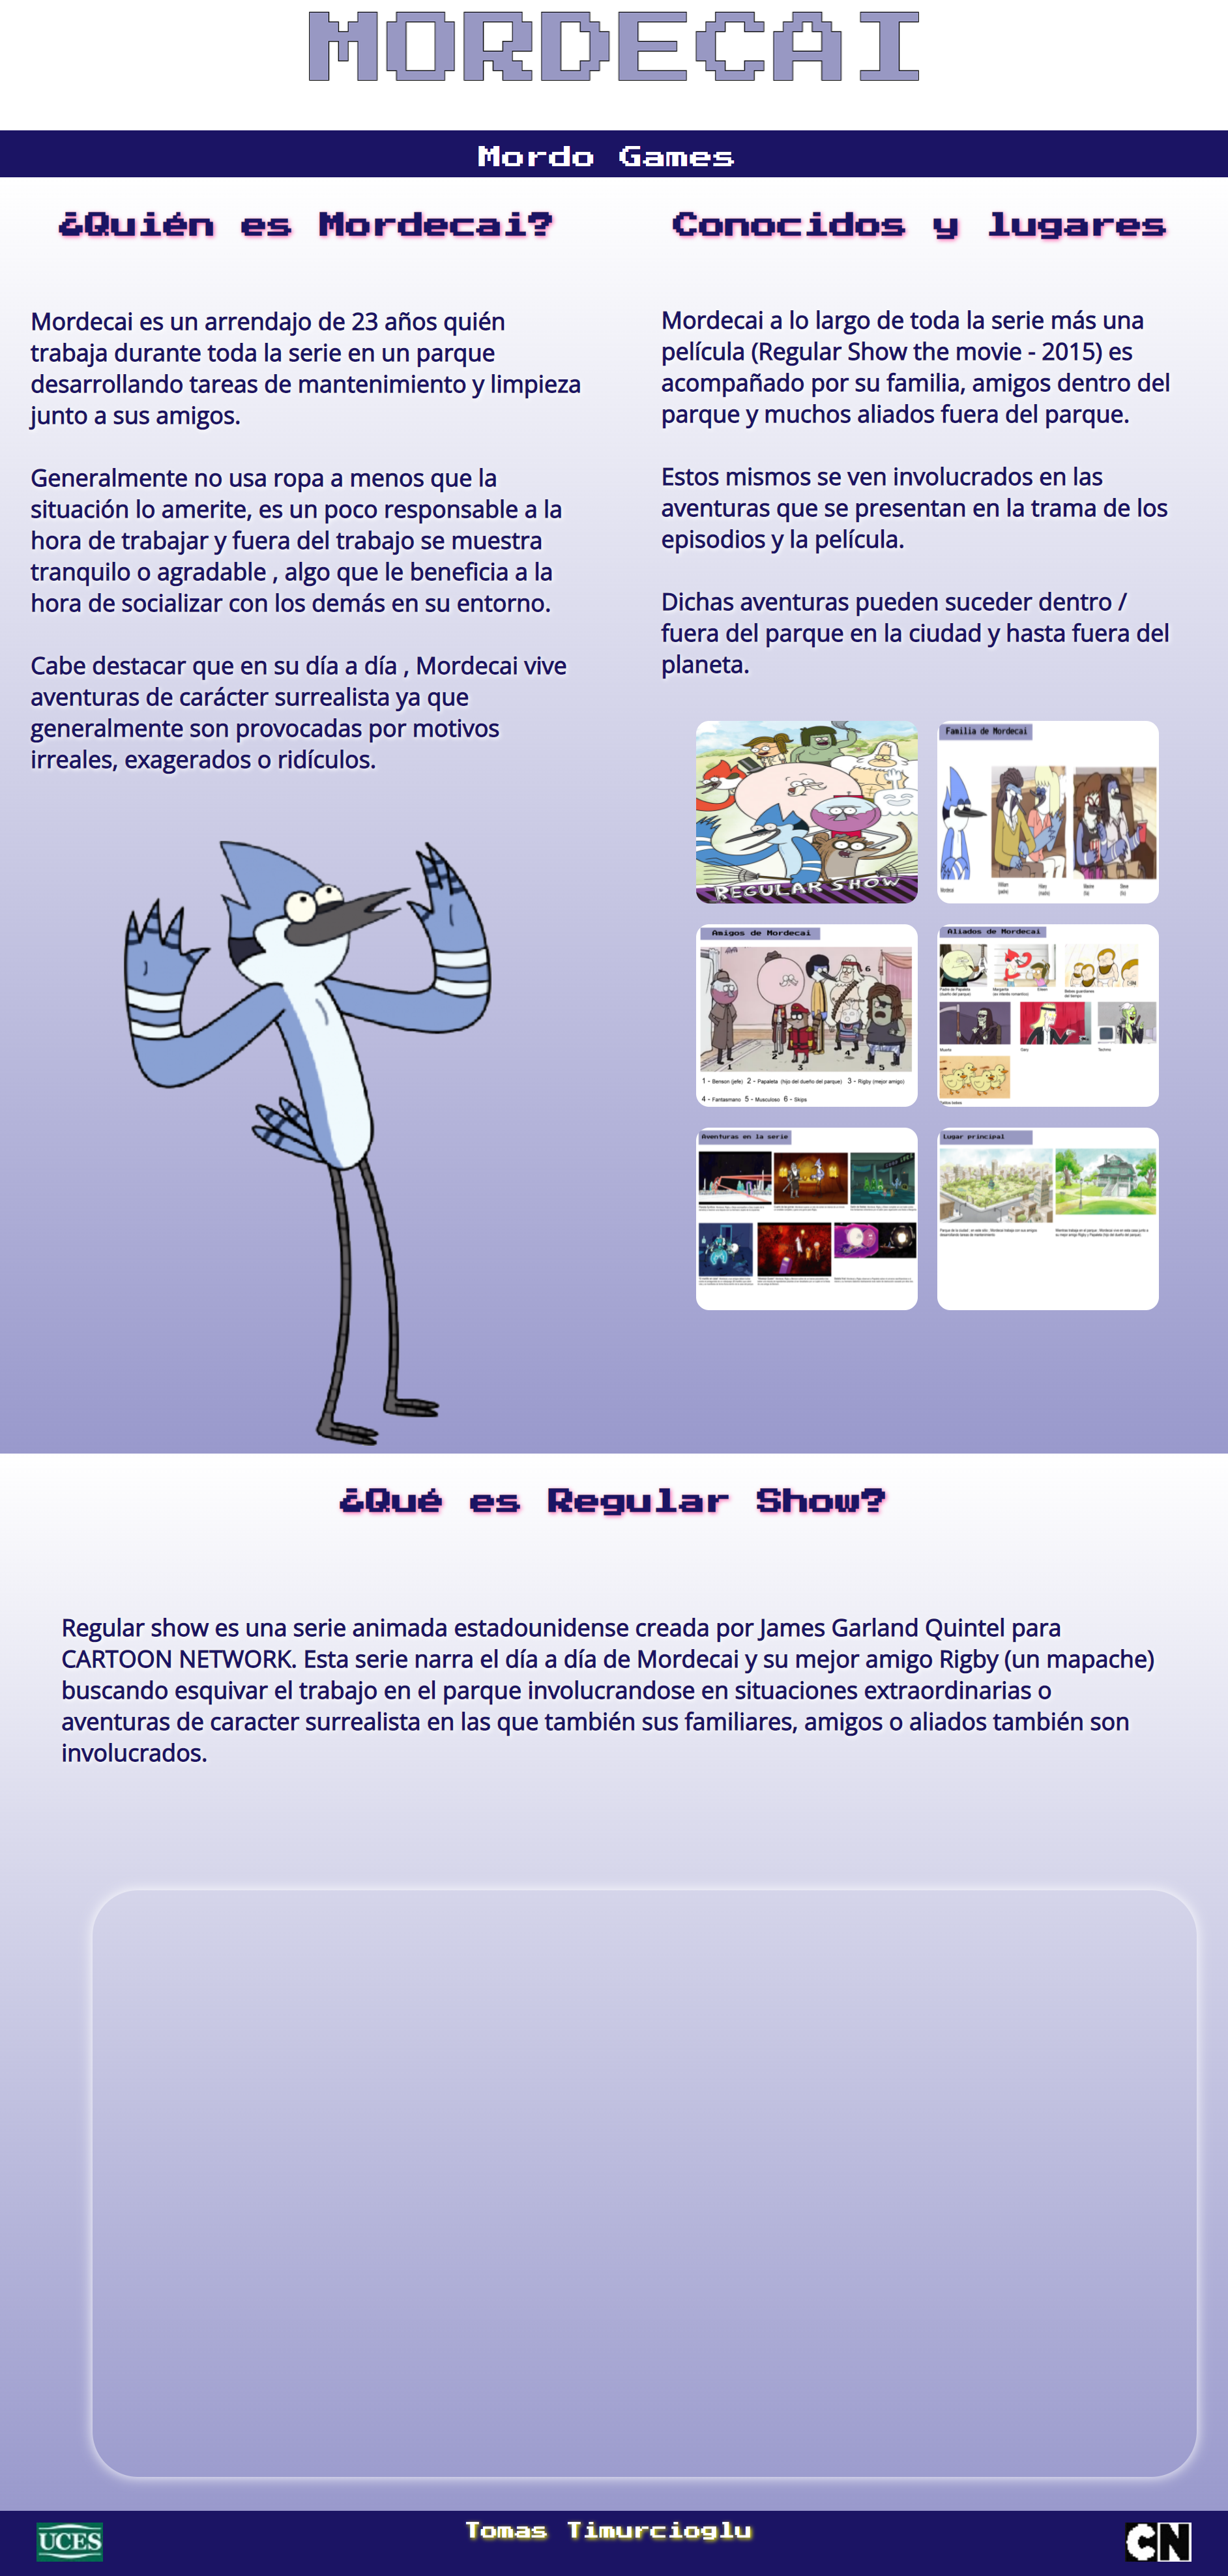 MORDECAI
Mordo Games
¿Quién es Mordecai?
Mordecai es un arrendajo de 23 años quién
trabaja durante toda la serie en un parque
desarrollando tareas de mantenimiento y limpieza
junto a sus amigos.
Generalmente no usa ropa a menos que la
situación lo amerite, es un poco responsable a la
hora de trabajar y fuera del trabajo se muestra
tranquilo o agradable , algo que le beneficia a la
hora de socializar con los demás en su entorno.
Cabe destacar que en su día a día , Mordecai vive
aventuras de carácter surrealista ya que
generalmente son provocadas por motivos
irreales, exagerados o ridículos.
Conocidos y lugares
Mordecai a lo largo de toda la serie más una
película (Regular Show the movie - 2015) es
acompañado por su familia, amigos dentro del
parque y muchos aliados fuera del parque.
Estos mismos se ven involucrados en las
aventuras que se presentan en la trama de los
episodios y la película.
Dichas aventuras pueden suceder dentro /
fuera del parque en la ciudad y hasta fuera del
planeta.
REGULAR SHOW
Familia de Mordecai
Amigos de Mordecai
6
1 2 3 4 5
1 - Benson (jefe) 2 - Papaleta (hijo del dueño del parque) 3 - Rigby (mejor amigo)
4 - Fantasmano 5 - Musculoso 6 - Skips
Aliados de Mordecai
Aventuras en la serie
Lugar principal
¿Qué es Regular Show?
Regular show es una serie animada estadounidense creada por James Garland Quintel para
CARTOON NETWORK. Esta serie narra el día a día de Mordecai y su mejor amigo Rigby (un mapache)
buscando esquivar el trabajo en el parque involucrandose en situaciones extraordinarias o
aventuras de caracter surrealista en las que también sus familiares, amigos o aliados también son
involucrados.
UCES
Tomas Timurcioglu
CN